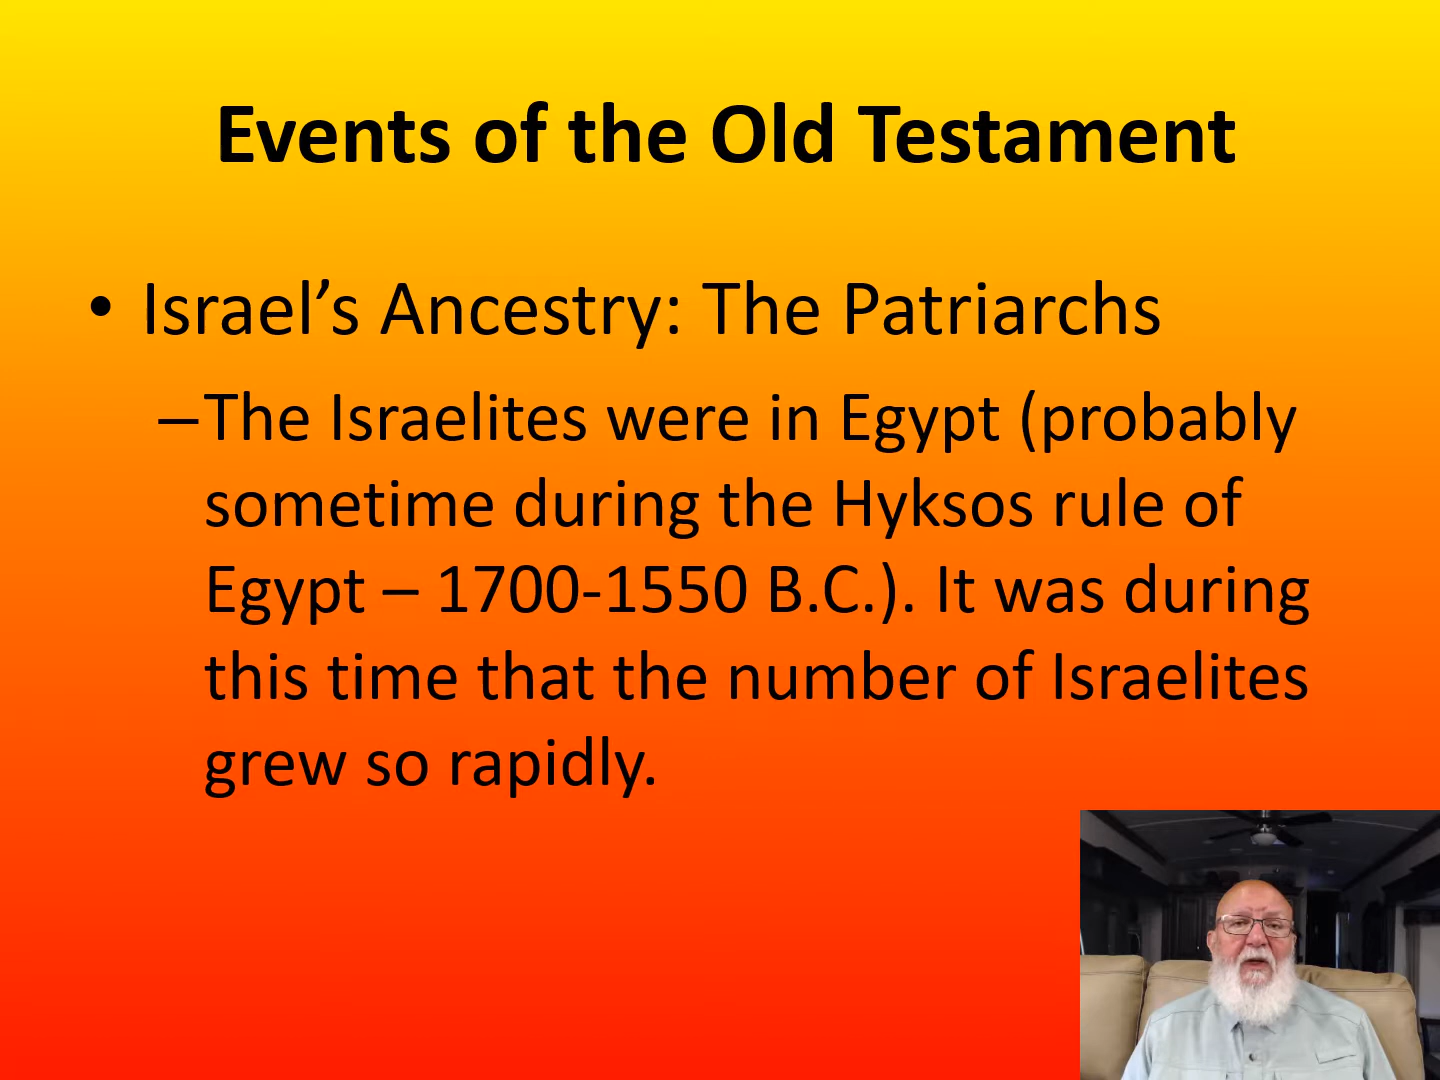 Events of the Old Testament
• Israel’s Ancestry: The Patriarchs
–The Israelites were in Egypt (probably
sometime during the Hyksos rule of
Egypt – 1700-1550 B.C.). It was during
this time that the number of Israelites
grew so rapidly.